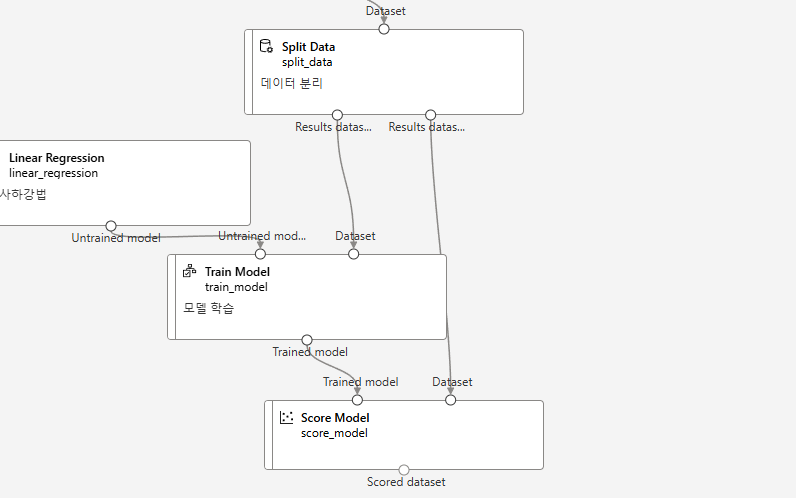 Dataset
Split Data
split_data
데이터 분리
Results datas...
Results datas...
Linear Regression
linear_regression
사하강법
Untrained model
Untrained mod...
Dataset
Train Model
train_model
모델 학습
Trained model
Trained model
Dataset
Score Model
score_model
Scored dataset